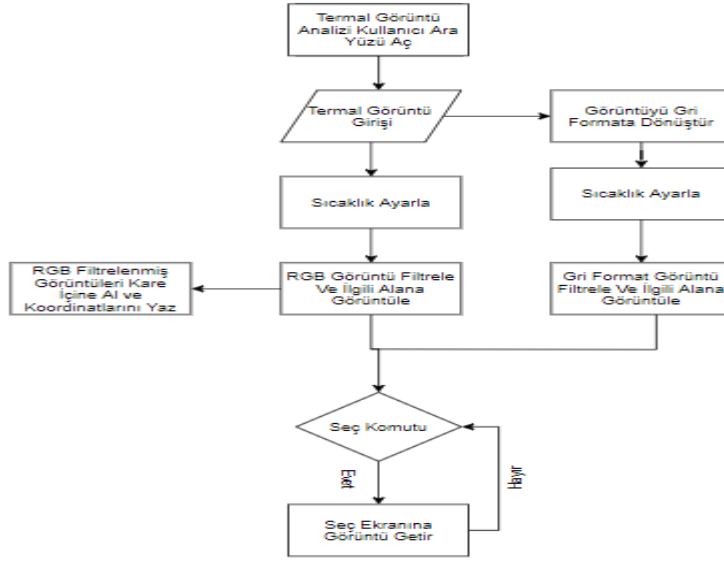 Termal Görüntü
Analizi Kullanıcı Ara
Yüzü Aç
Termal Görüntü
Girişi
Görüntüyü Gri
Formata Dönüştür
Sıcaklık Ayarla
Sıcaklık Ayarla
RGB Filtrelenmiş
Görüntüleri Kare
İçine Al ve
Koordinatlarını Yaz
RGB Görüntü Filtrele
Ve İlgili Alana
Görüntüle
Gri Format Görüntü
Filtrele Ve İlgili Alana
Görüntüle
Seç Komutu
Evet
Hayır
Seç Ekranına
Görüntü Getir